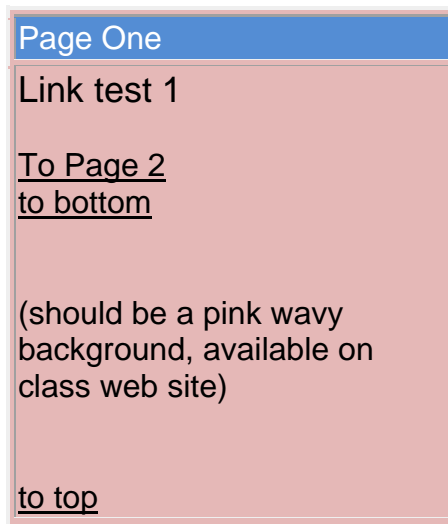 Page One
Link test 1
To Page 2
to bottom
(should be a pink wavy
background, available on
class web site)
to top